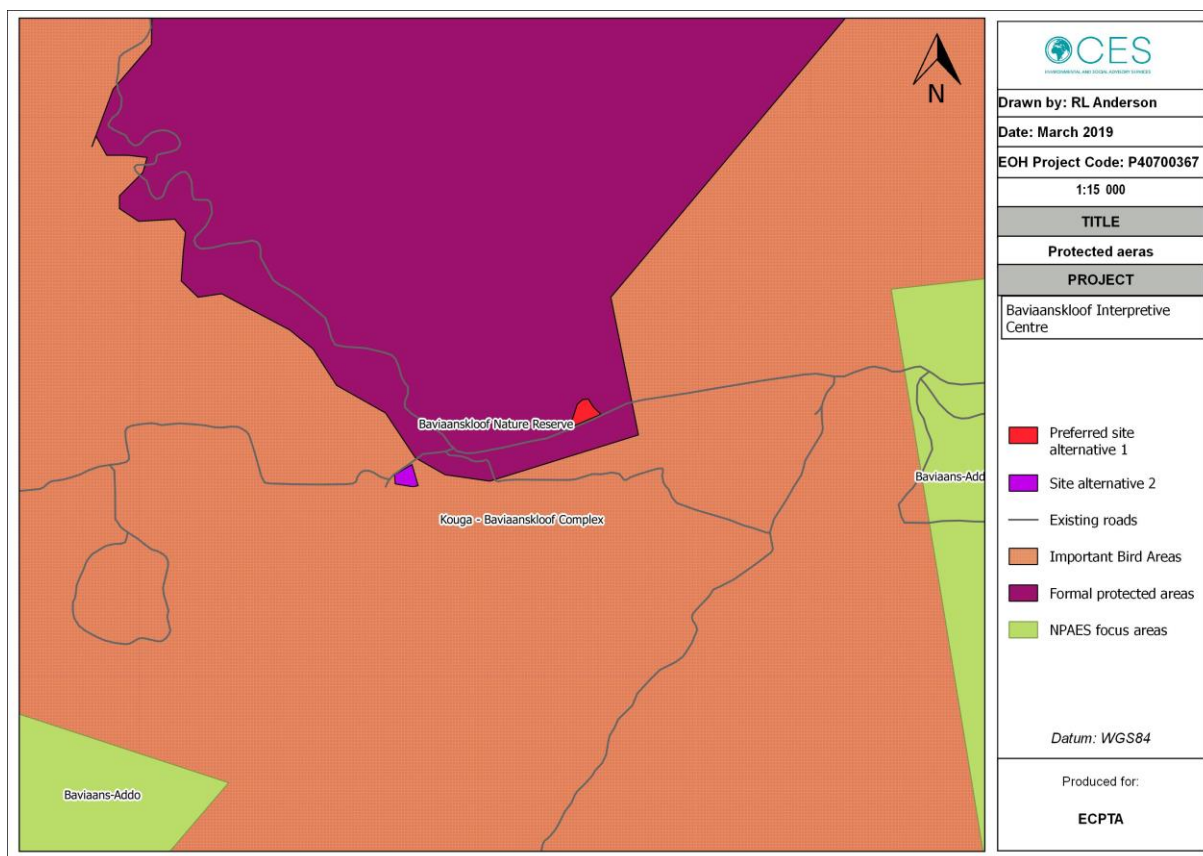 N
Baviaanskloof Nature Reserve
Baviaans-Add
Kouga - Baviaanskloof Complex
Baviaans-Addo
CES
ENVIRONMENTAL AND SOCIAL ADVISORY SERVICES
Drawn by: RL Anderson
Date: March 2019
EOH Project Code: P40700367
1:15 000
TITLE
Protected aeras
PROJECT
Baviaanskloof Interpretive
Centre
Preferred site
alternative 1
Site alternative 2
Existing roads
Important Bird Areas
Formal protected areas
NPAES focus areas
Datum: WGS84
Produced for:
ECPTA